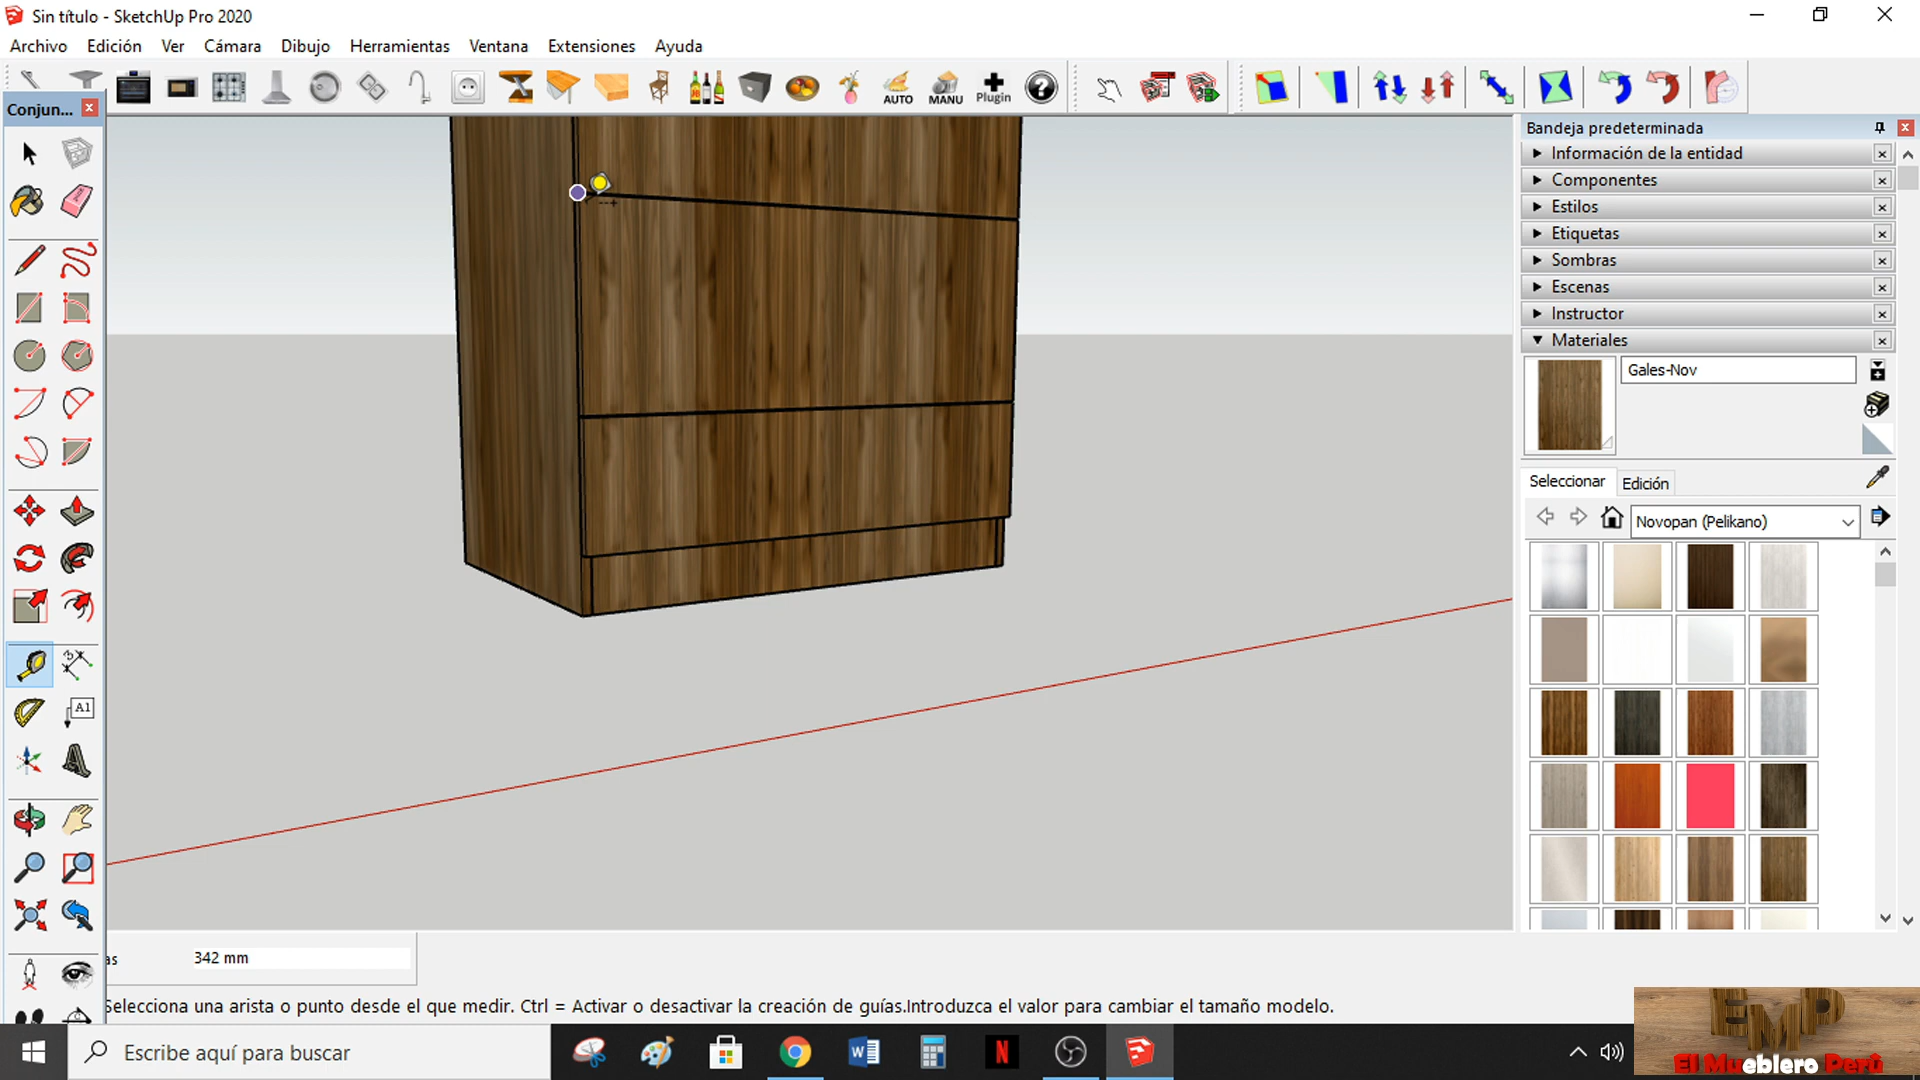 Sin título - SketchUp Pro 2020
Archivo Edición Ver Cámara Dibujo Herramientas Ventana Extensiones Ayuda
AUTO MANU Plugin
Conjun...
Bandeja predeterminada
Información de la entidad
Componentes
Estilos
Etiquetas
Sombras
Escenas
Instructor
Materiales
Gales-Nov
Seleccionar Edición
Novopan (Pelikano)
A1
as 342 mm
Selecciona una arista o punto desde el que medir. Ctrl = Activar o desactivar la creación de guías.Introduzca el valor para cambiar el tamaño modelo.
Escribe aquí para buscar
EMP
El Mueblero Perú